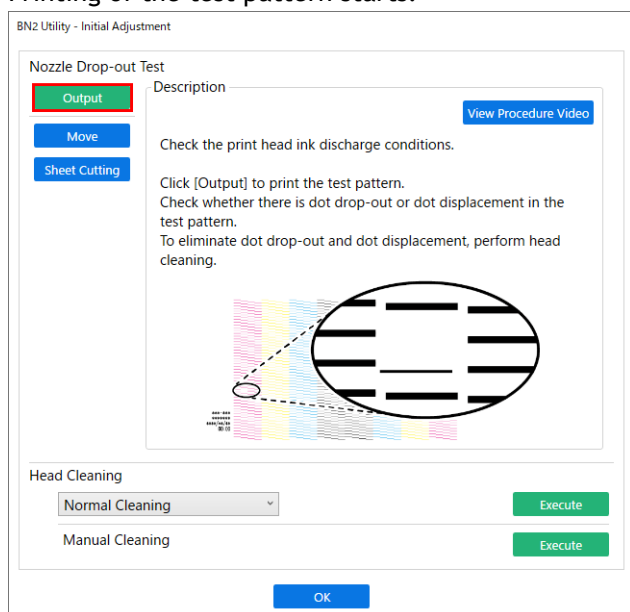 Printing of the test pattern starts.
BN2 Utility - Initial Adjustment
Nozzle Drop-out Test
Output
Description
View Procedure Video
Move
Check the print head ink discharge conditions.
Sheet Cutting
Click [Output] to print the test pattern.
Check whether there is dot drop-out or dot displacement in the
test pattern.
To eliminate dot drop-out and dot displacement, perform head
cleaning.
Head Cleaning
Normal Cleaning
Execute
Manual Cleaning
Execute
OK